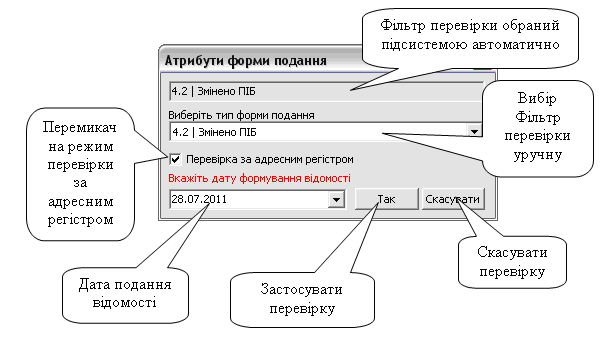 Фільтр перевірки обраний
підсистемою автоматично
Атрибути форми подання
4.2 | Змінено ПІБ
Виберіть тип форми подання
4.2 | Змінено ПІБ
Вибір
Фільтр
перевірки
уручну
Перемикач
на режим
перевірки
за
адресним
регістром
Перевірка за адресним регістром
Вкажіть дату формування відомості
28.07.2011
Так
Скасувати
Скасувати
перевірку
Дата подання
відомості
Застосувати
перевірку